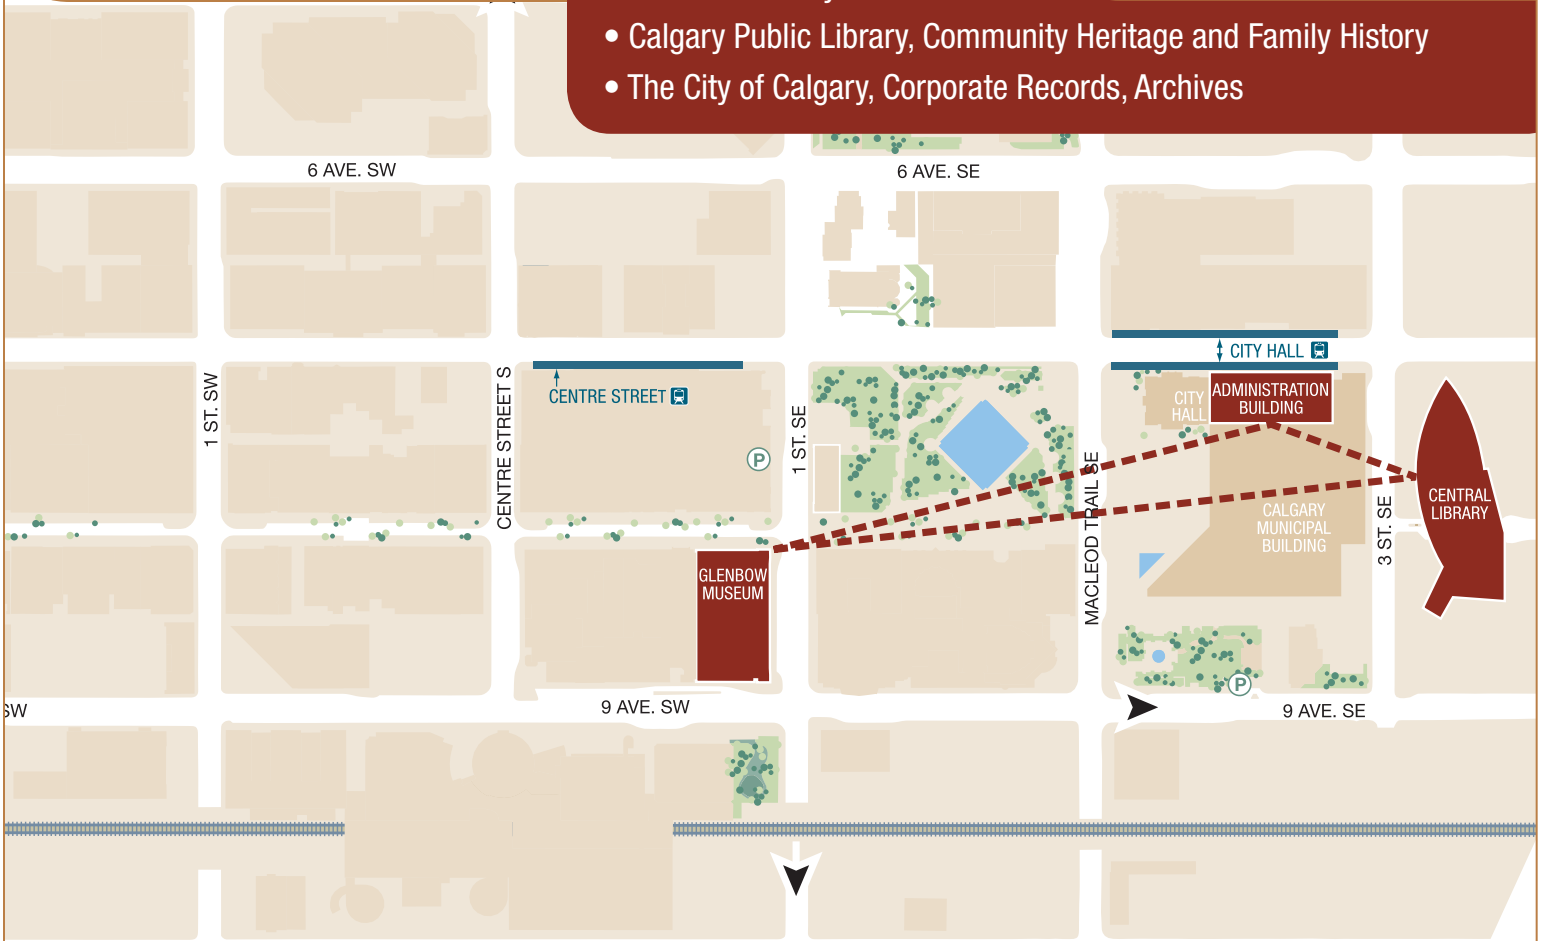 • Calgary Public Library, Community Heritage and Family History
• The City of Calgary, Corporate Records, Archives
6 AVE. SW
6 AVE. SE
CITY HALL
CENTRE STREET
1 ST. SW
CENTRE STREET S
1 ST. SE
MACLEOD TRAIL SE
3 ST. SE
CITY
HALL
ADMINISTRATION
BUILDING
P
CENTRAL
LIBRARY
CALGARY
MUNICIPAL
BUILDING
GLENBOW
MUSEUM
P
SW
9 AVE. SW
9 AVE. SE